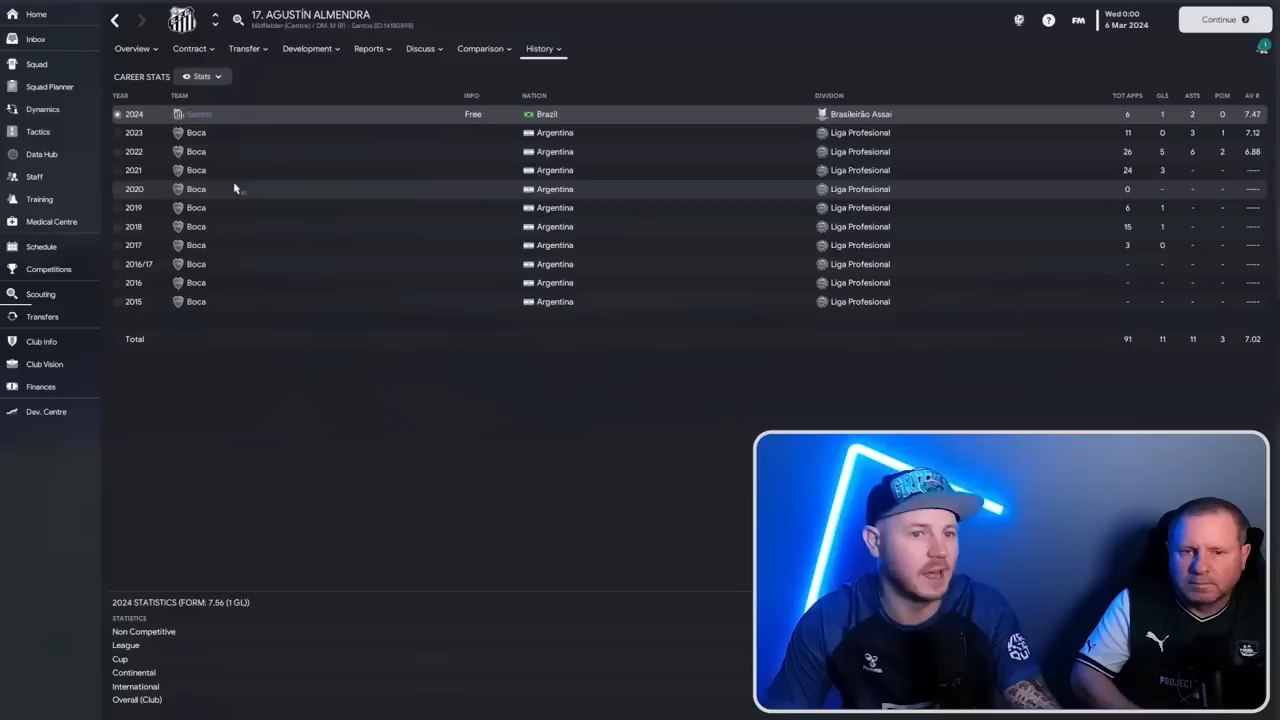 17. AGUSTÍN ALMENDRA
Midfielder (Centre) / DM, M (R) - Santos
FM
Wed 0:00
6 Mar 2024
Continue
1
Home
Inbox
Squad
Squad Planner
Dynamics
Tactics
Data Hub
Staff
Training
Medical Centre
Schedule
Competitions
Scouting
Transfers
Club Info
Club Vision
Finances
Dev. Centre
Overview Contract Transfer Development Reports Discuss Comparison History
CAREER STATS Stats
YEAR TEAM INFO NATION DIVISION TOT APPS GLS ASTS POM AV R
2024 Santos Free Brazil Brasileirão Assaí 6 1 2 0 7.47
2023 Boca Argentina Liga Profesional 11 0 3 1 7.12
2022 Boca Argentina Liga Profesional 26 5 6 2 6.88
2021 Boca Argentina Liga Profesional 24 3 - - ----
2020 Boca Argentina Liga Profesional 0 - - - ----
2019 Boca Argentina Liga Profesional 6 1 - - ----
2018 Boca Argentina Liga Profesional 15 1 - - ----
2017 Boca Argentina Liga Profesional 3 0 - - ----
2016/17 Boca Argentina Liga Profesional - - - - ----
2016 Boca Argentina Liga Profesional - - - - ----
2015 Boca Argentina Liga Profesional - - - - ----
Total 91 11 11 3 7.02
2024 STATISTICS (FORM: 7.56 (1 GL))
STATISTICS
Non Competitive
League
Cup
Continental
International
Overall (Club)
PROJECT